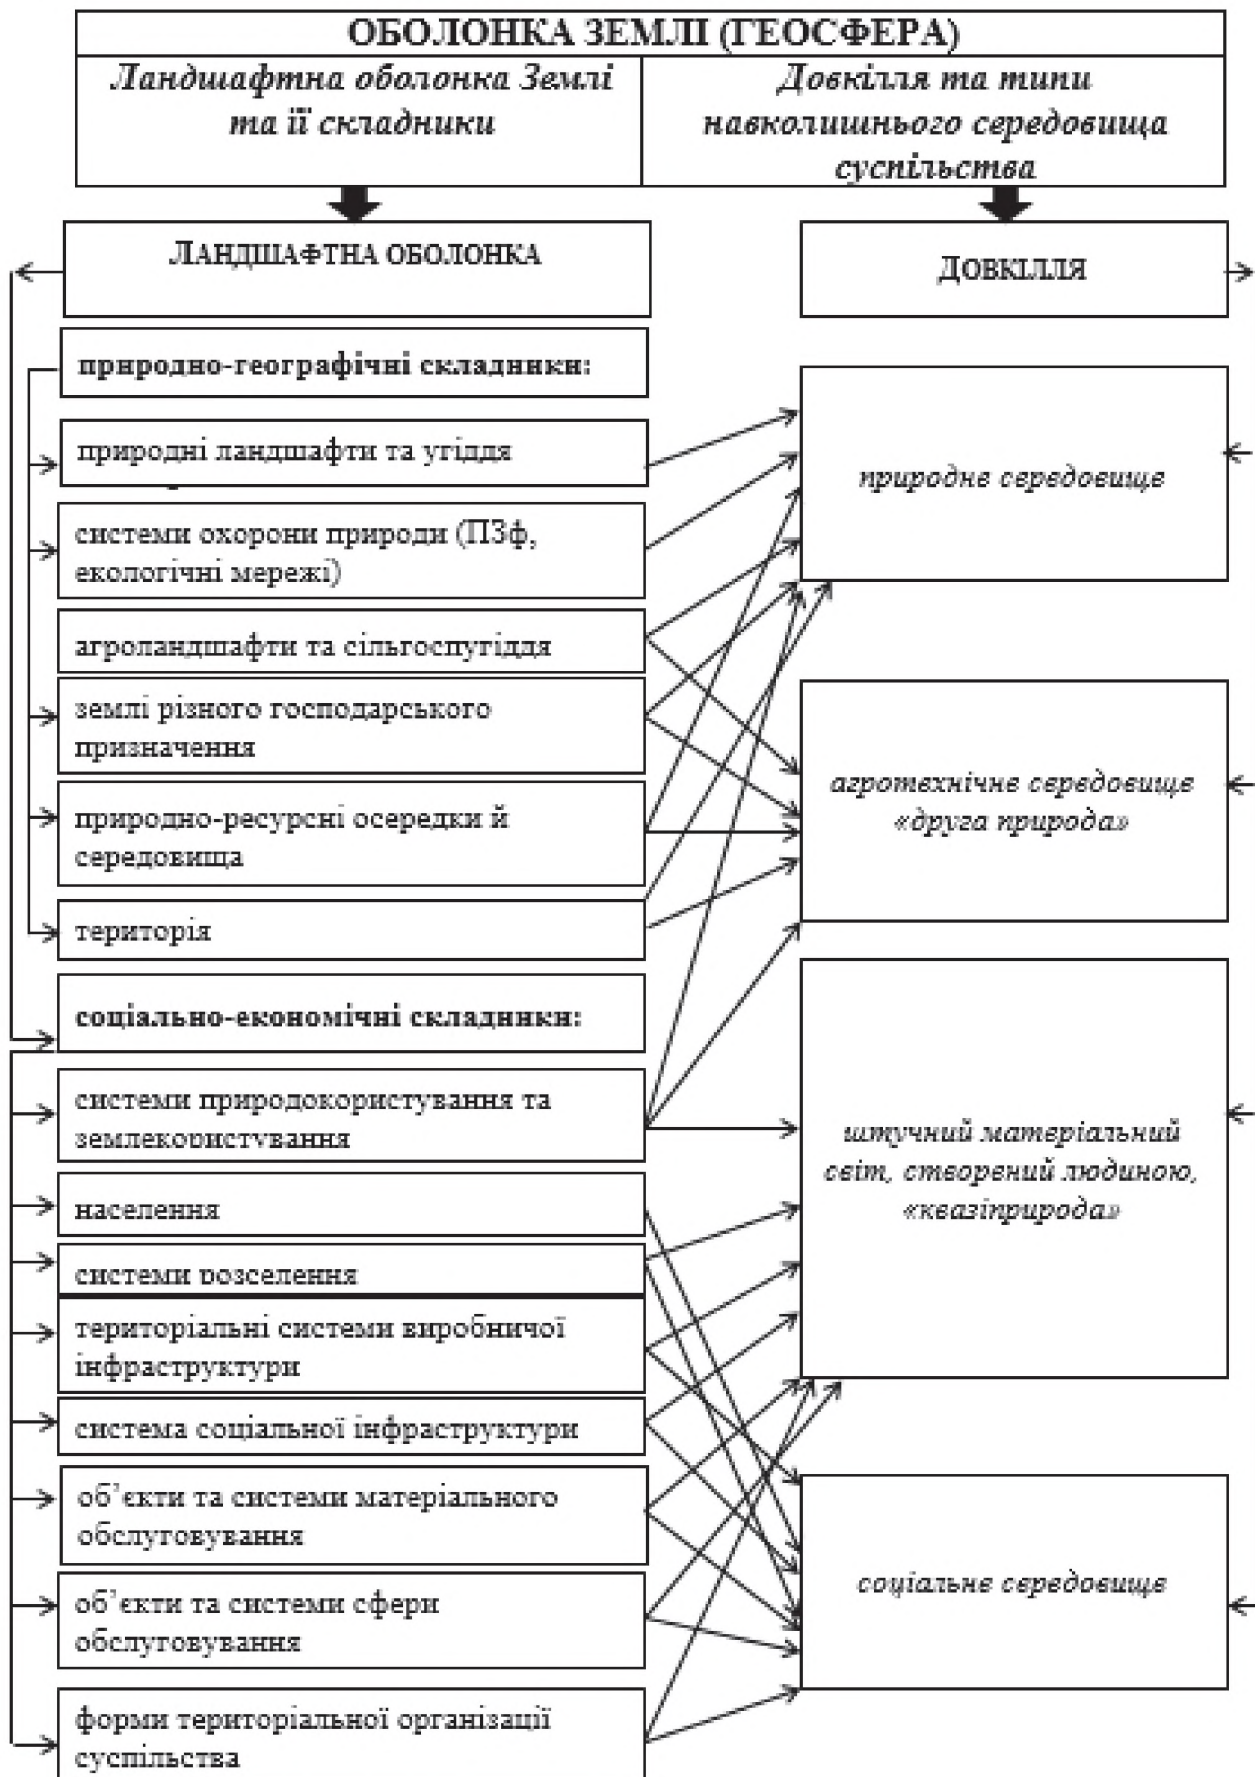 ОБОЛОНКА ЗЕМЛІ (ГЕОСФЕРА)
Ландшафтна оболонка Землі
та її складники
Довкілля та типи
навколишнього середовища
суспільства
ЛАНДШАФТНА ОБОЛОНКА
ДОВКІЛЛЯ
природно-географічні складники:
природні ландшафти та угіддя
системи охорони природи (ПЗф,
екологічні мережі)
агроландшафти та сільгоспугіддя
землі різного господарського
призначення
природно-ресурсні осередки й
середовища
територія
соціально-економічні складники:
системи природокористування та
землекористування
населення
системи розселення
територіальні системи виробничої
інфраструктури
система соціальної інфраструктури
об’єкти та системи матеріального
обслуговування
об’єкти та системи сфери
обслуговування
форми територіальної організації
суспільства
природне середовище
агротехнічне середовище
«друга природа»
штучний матеріальний
світ, створений людиною,
«квазіприрода»
соціальне середовище